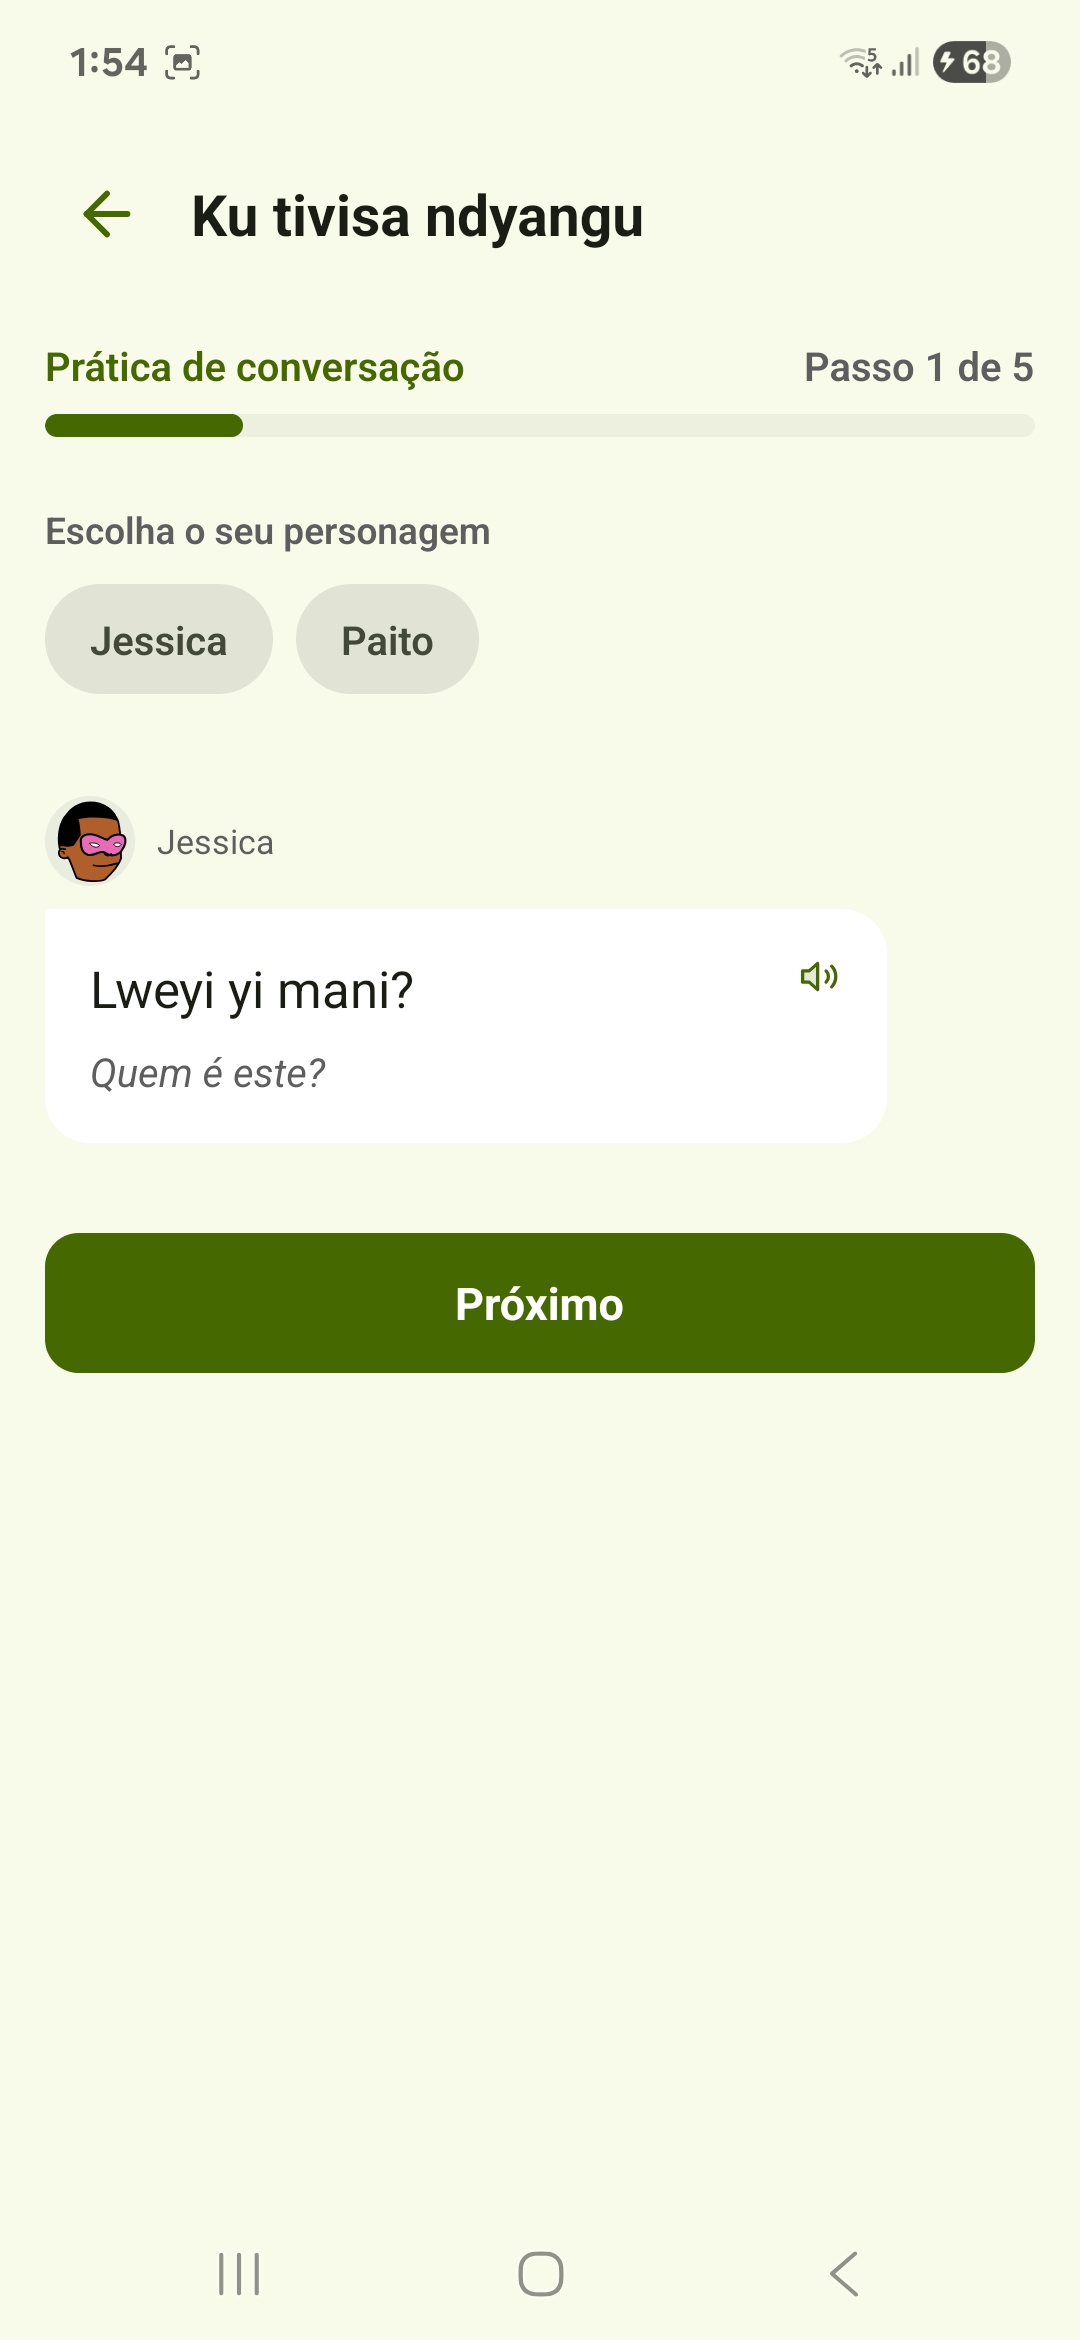 1:54
5
68
Ku tivisa ndyangu
Prática de conversação
Passo 1 de 5
Escolha o seu personagem
Jessica
Paito
Jessica
Lweyi yi mani?
Quem é este?
Próximo